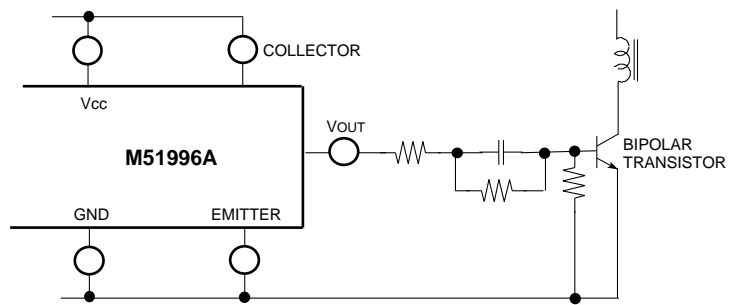 COLLECTOR
Vcc
VOUT
M51996A
BIPOLAR
TRANSISTOR
GND
EMITTER